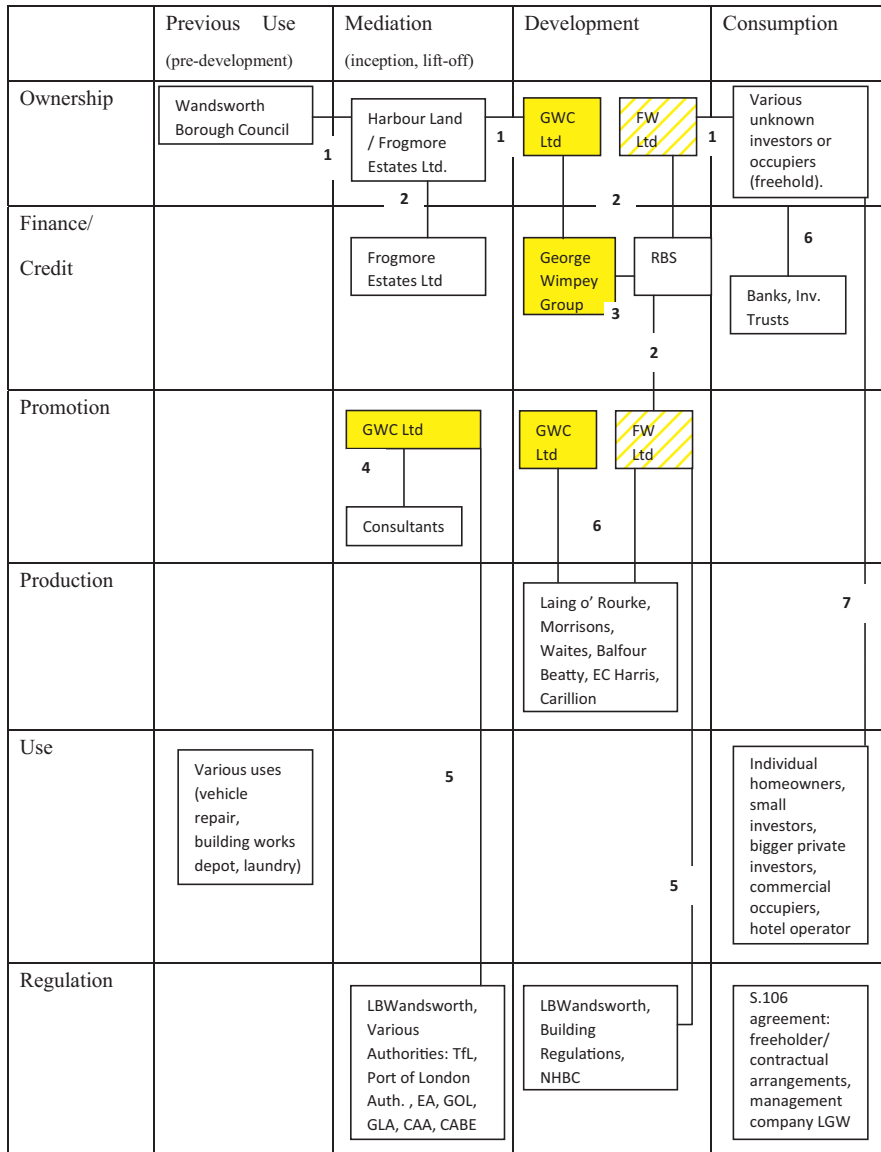 Previous Use
(pre-development)
Mediation
(inception, lift-off)
Development
Consumption
Ownership
Wandsworth
Borough Council
1
Harbour Land
/ Frogmore
Estates Ltd.
1
GWC
Ltd
FW
Ltd
1
Various
unknown
investors or
occupiers
(freehold).
2
2
Finance/
Credit
Frogmore
Estates Ltd
George
Wimpey
Group
3
RBS
2
6
Banks, Inv.
Trusts
Promotion
GWC Ltd
4
Consultants
GWC
Ltd
FW
Ltd
6
Production
Laing o' Rourke,
Morrisons,
Waites, Balfour
Beatty, EC Harris,
Carillion
7
Use
Various uses
(vehicle
repair,
building works
depot, laundry)
5
5
Individual
homeowners,
small
investors,
bigger private
investors,
commercial
occupiers,
hotel operator
Regulation
LBWandsworth,
Various
Authorities: TfL,
Port of London
Auth. , EA, GOL,
GLA, CAA, CABE
LBWandsworth,
Building
Regulations,
NHBC
S.106
agreement:
freeholder/
contractual
arrangements,
management
company LGW